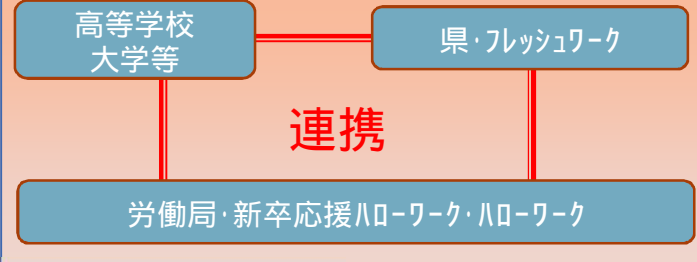 高等学校
大学等
県･ﾌﾚｯｼｭﾜｰｸ
連携
労働局･新卒応援ﾊﾛｰﾜｰｸ･ﾊﾛｰﾜｰｸ